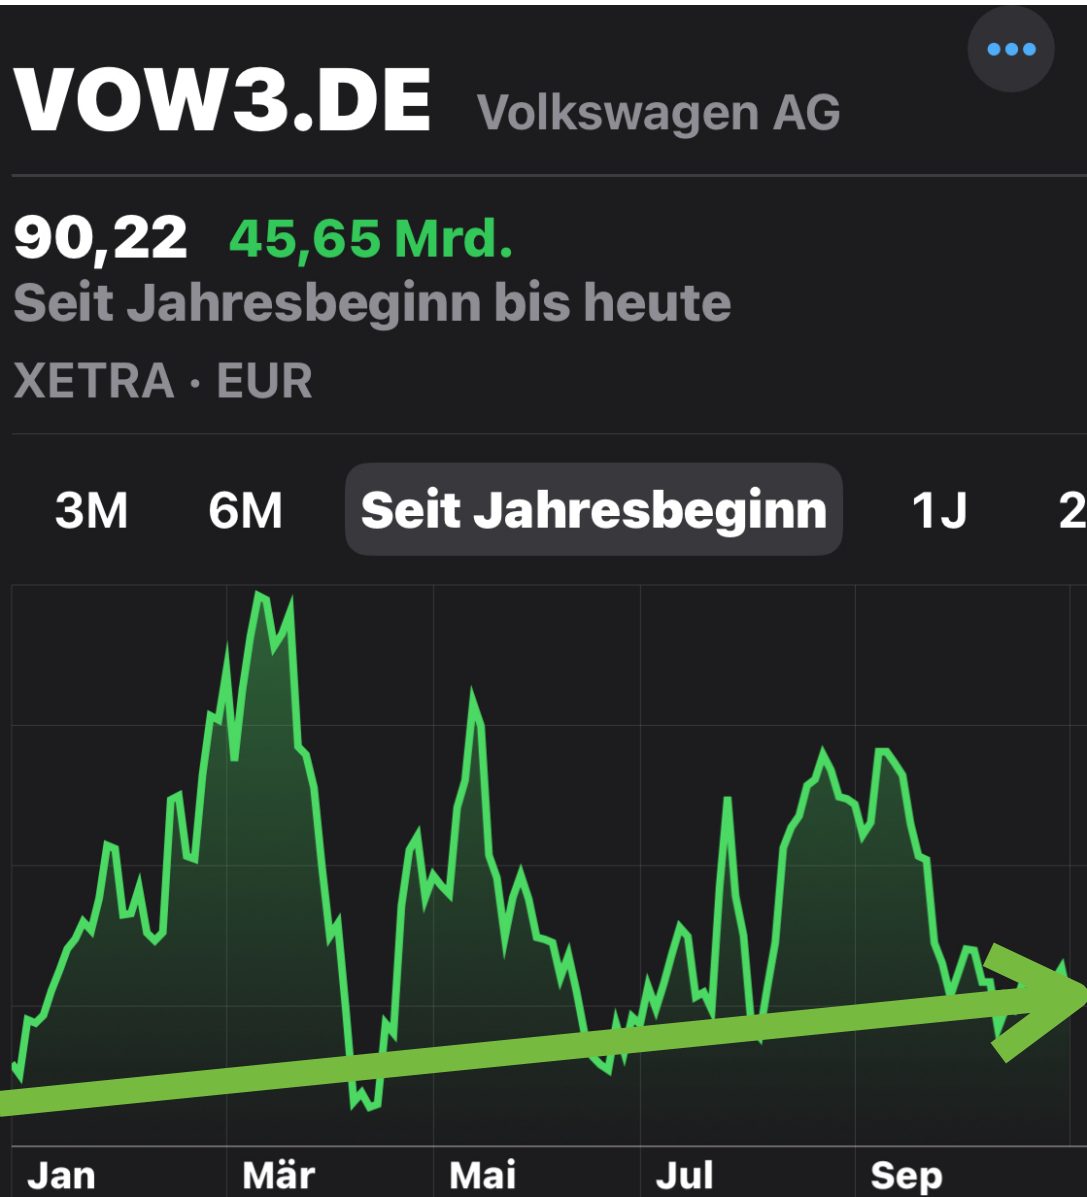 VOW3.DE Volkswagen AG
90,22 45,65 Mrd.
Seit Jahresbeginn bis heute
XETRA · EUR
3M 6M Seit Jahresbeginn 1J 2
Jan Mär Mai Jul Sep